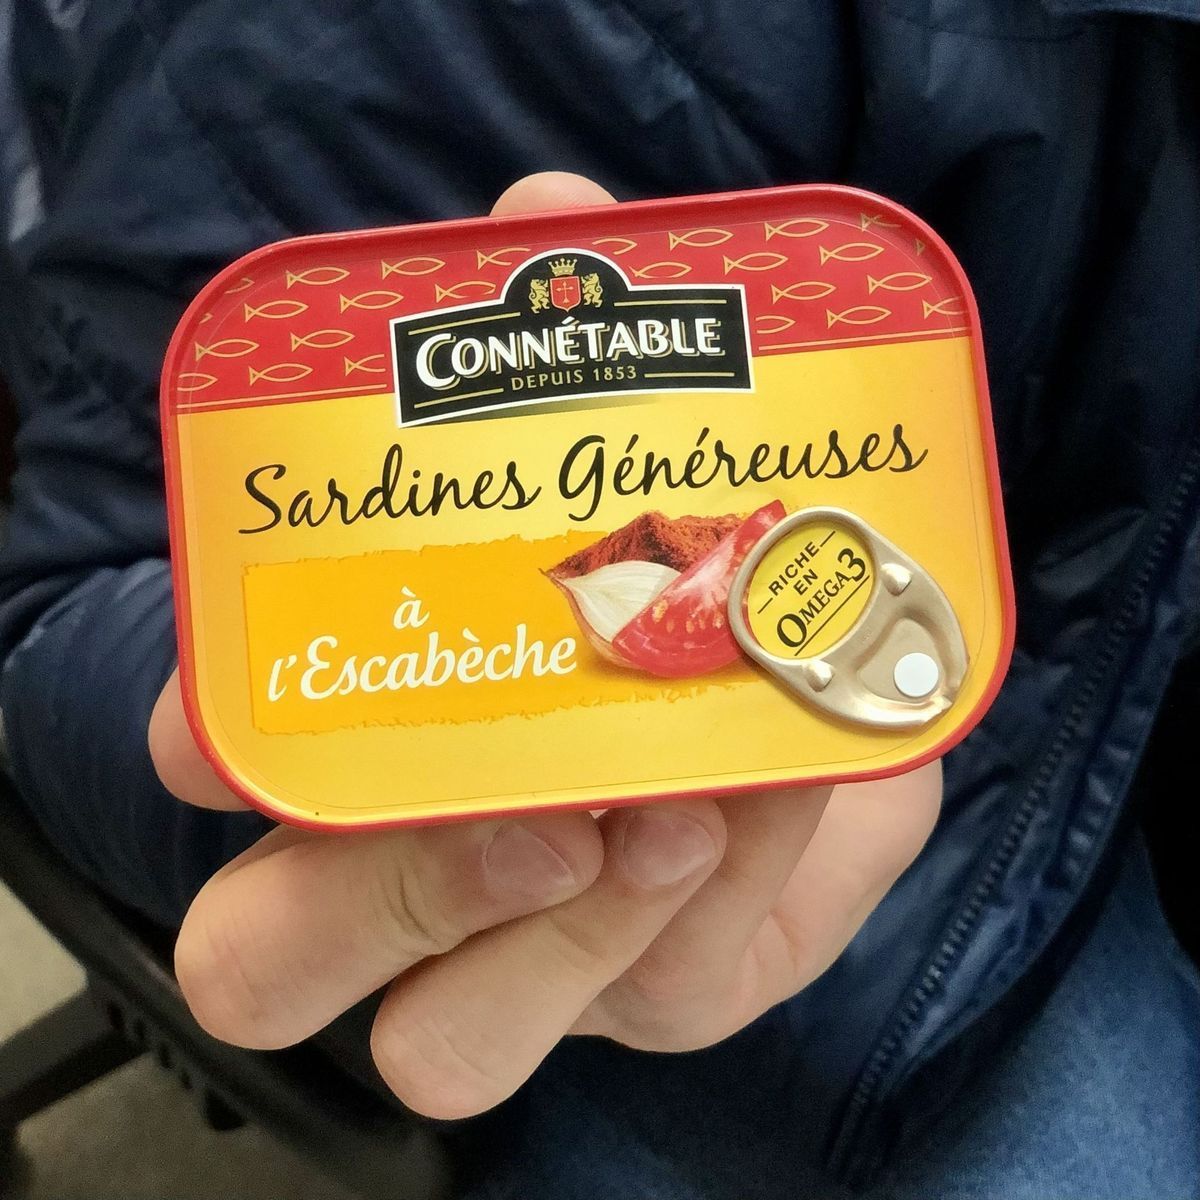 CONNÉTABLE
DEPUIS 1853
Sardines Généreuses
à
l'Escabèche
RICHE
EN
OMEGA3